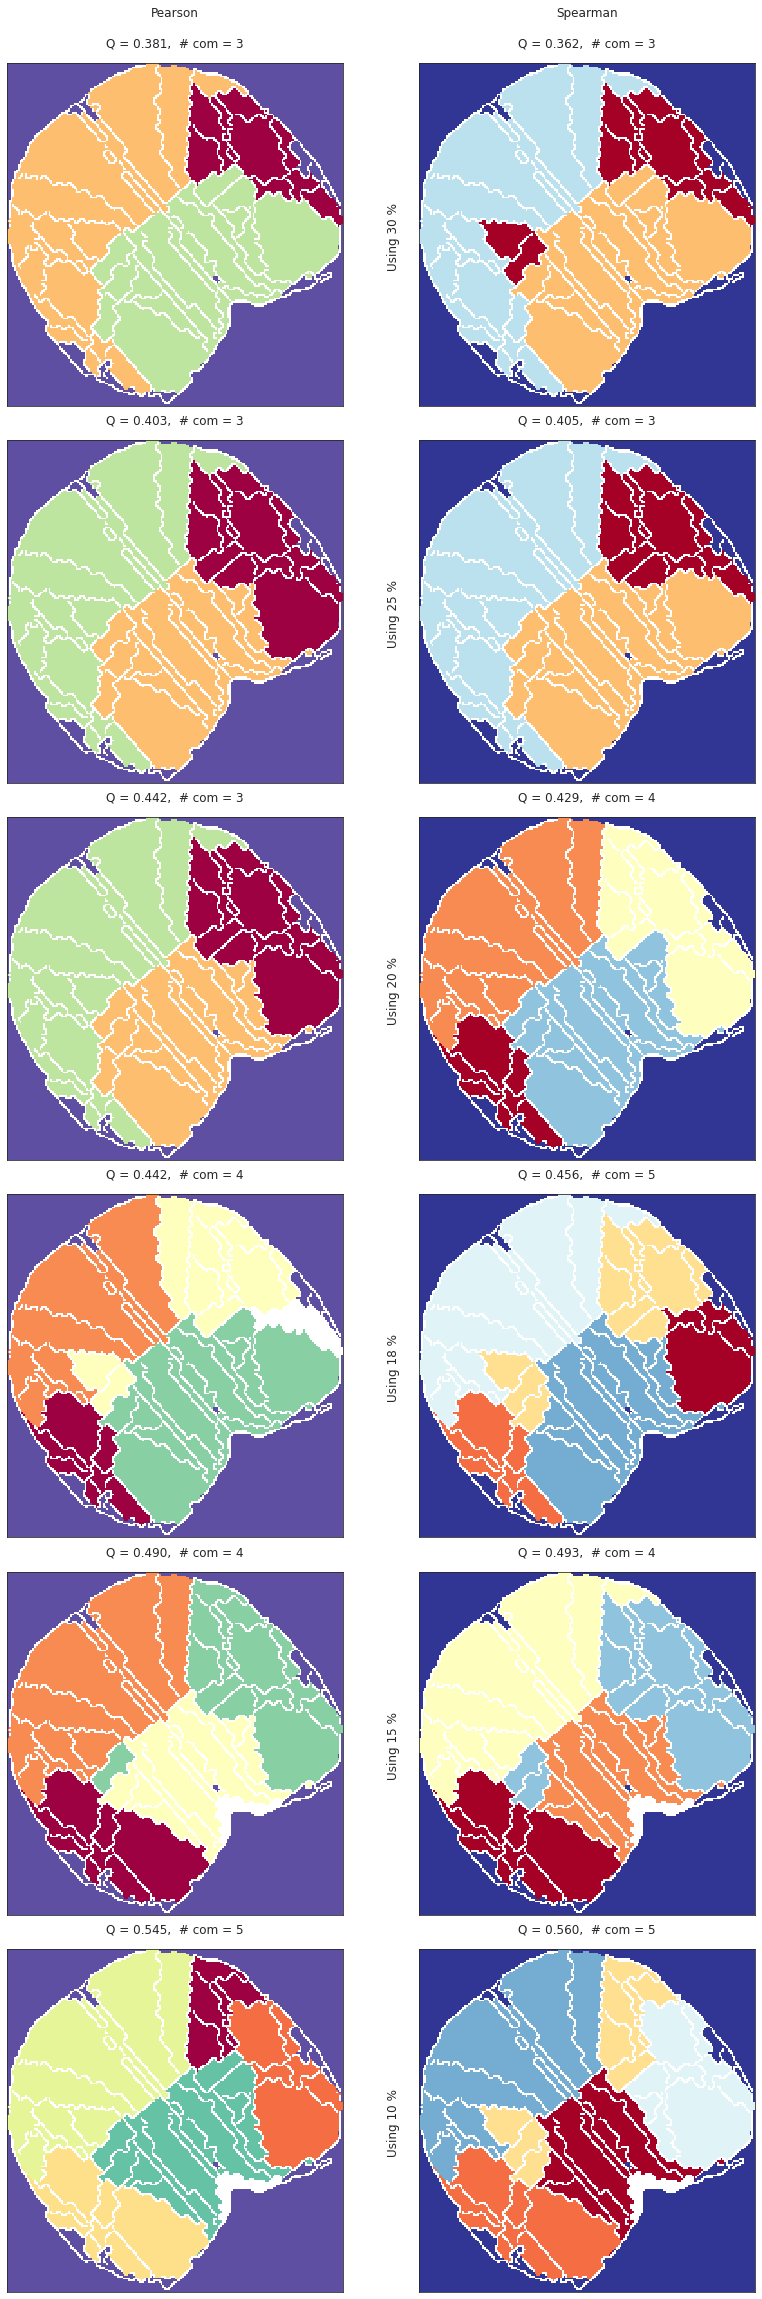 Pearson
Spearman
Q = 0.381,  # com = 3
Q = 0.362,  # com = 3
Using 30 %
Q = 0.403,  # com = 3
Q = 0.405,  # com = 3
Using 25 %
Q = 0.442,  # com = 3
Q = 0.429,  # com = 4
Using 20 %
Q = 0.442,  # com = 4
Q = 0.456,  # com = 5
Using 18 %
Q = 0.490,  # com = 4
Q = 0.493,  # com = 4
Using 15 %
Q = 0.545,  # com = 5
Q = 0.560,  # com = 5
Using 10 %